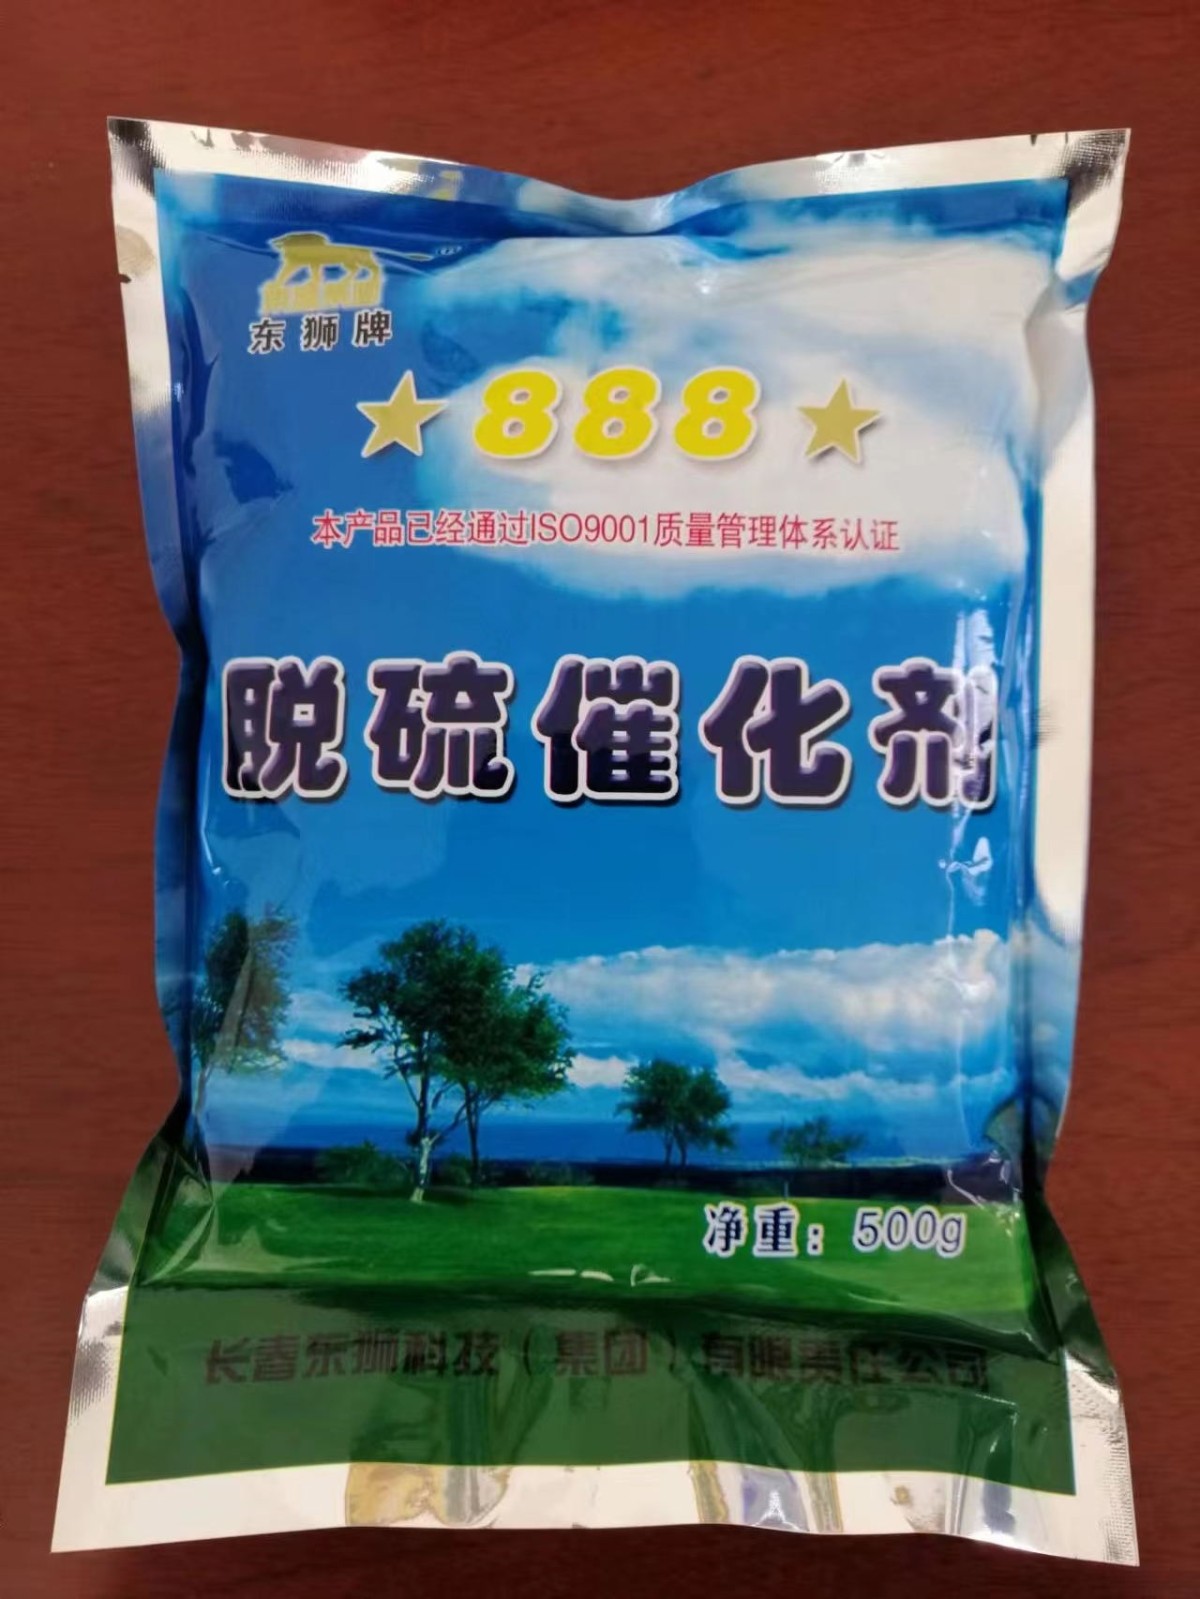 东狮牌
888
本产品已经通过ISO9001质量管理体系认证
脱硫催化剂
净重：500g
长春东狮科技（集团）有限责任公司